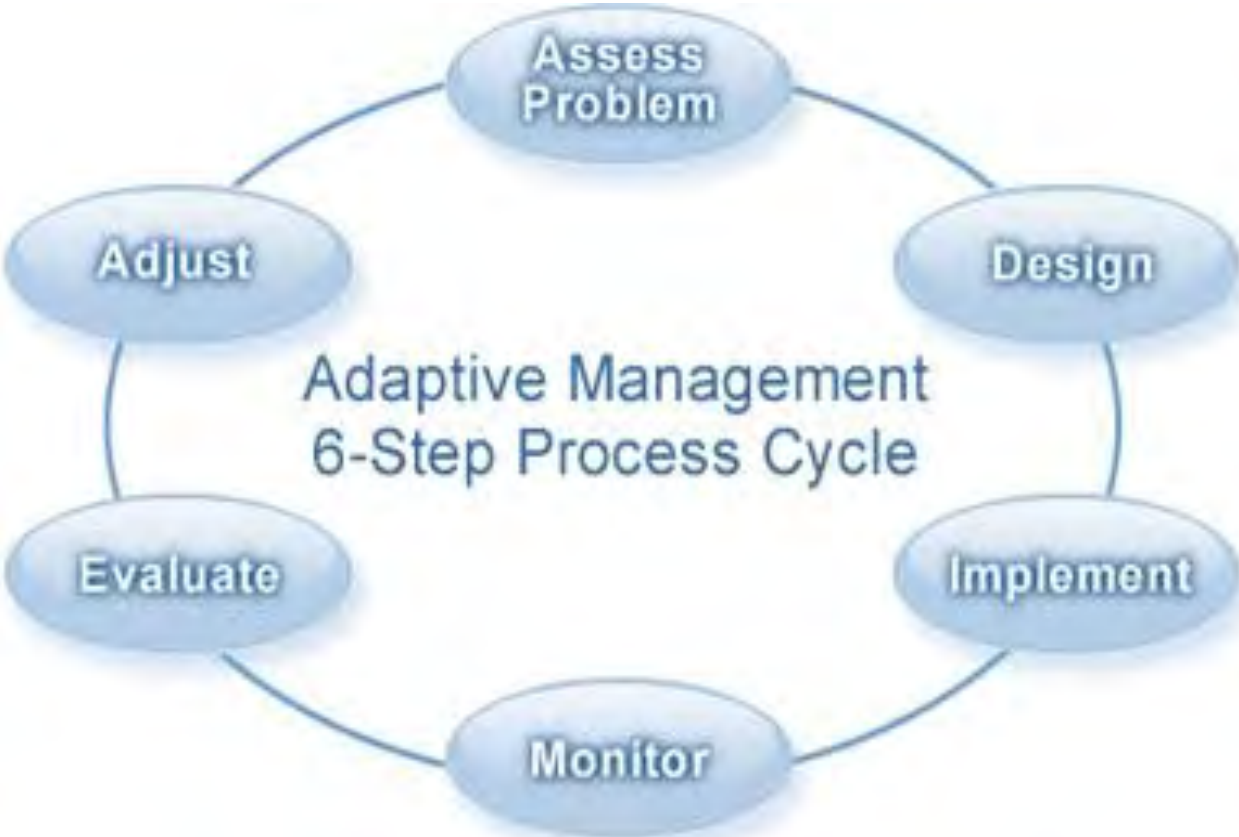 Assess
Problem
Design
Implement
Monitor
Evaluate
Adjust
Adaptive Management
6-Step Process Cycle